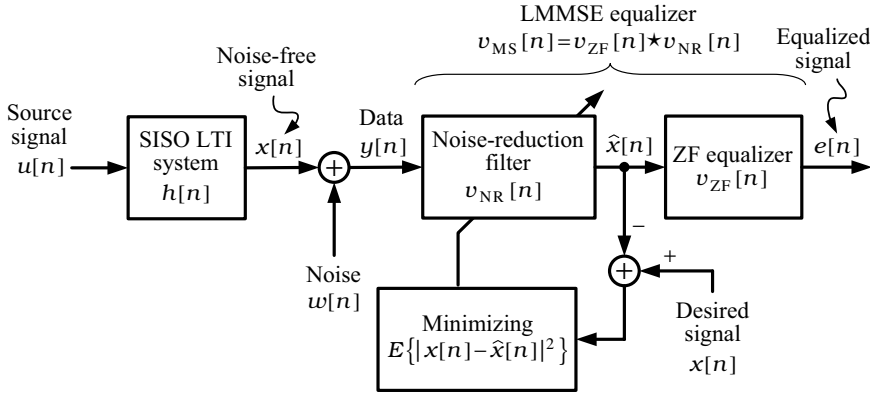 LMMSE equalizer
v_MS[n]=v_ZF[n]★v_NR[n]
Noise-free
signal
Equalized
signal
Source
signal
u[n]
SISO LTI
system
h[n]
x[n]
Data
y[n]
Noise-reduction
filter
v_NR[n]
x̂[n]
ZF equalizer
v_ZF[n]
e[n]
+
Noise
w[n]
−
+
+
Minimizing
E{|x[n]−x̂[n]|²}
Desired
signal
x[n]